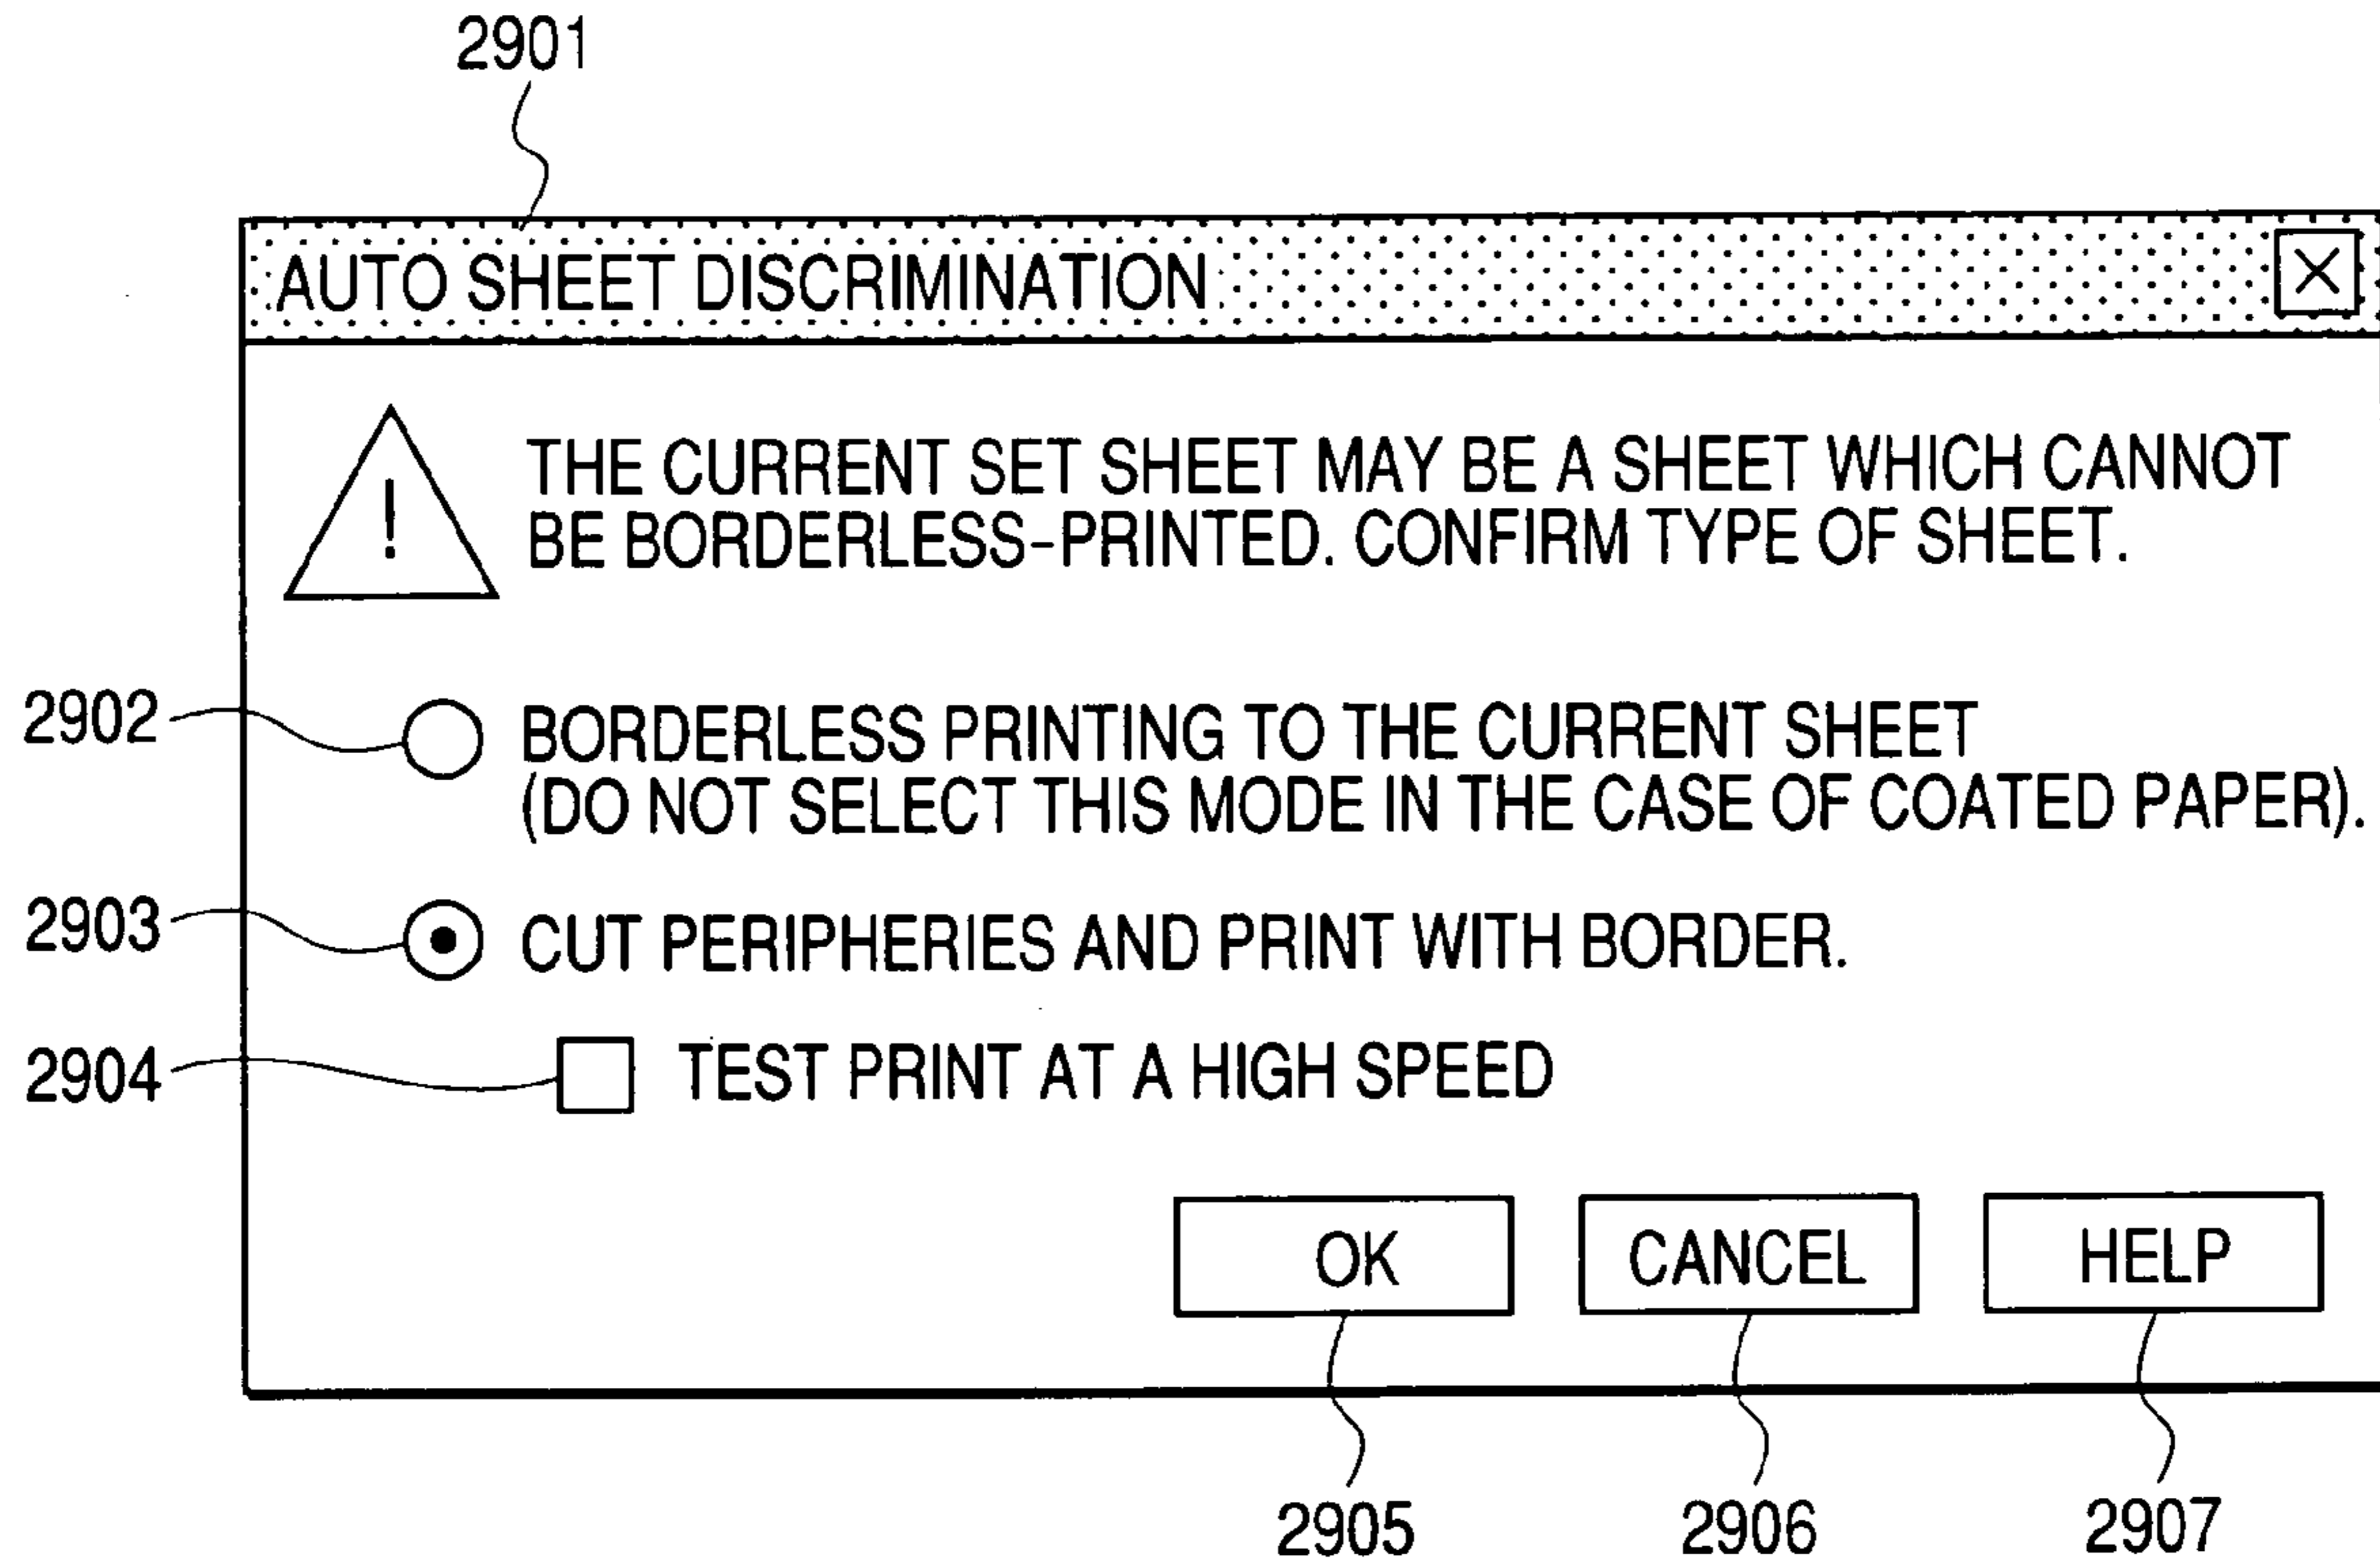 2901
AUTO SHEET DISCRIMINATION
!
THE CURRENT SET SHEET MAY BE A SHEET WHICH CANNOT
BE BORDERLESS-PRINTED. CONFIRM TYPE OF SHEET.
2902
BORDERLESS PRINTING TO THE CURRENT SHEET
(DO NOT SELECT THIS MODE IN THE CASE OF COATED PAPER).
2903
CUT PERIPHERIES AND PRINT WITH BORDER.
2904
TEST PRINT AT A HIGH SPEED
OK CANCEL HELP
2905 2906 2907